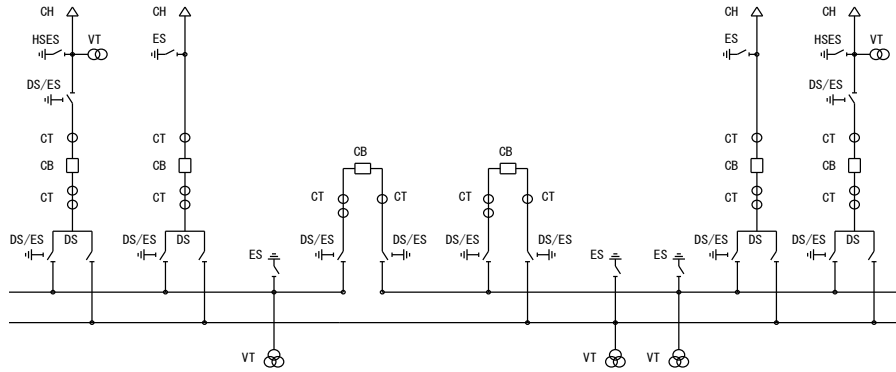 CH CH CH CH
HSES VT ES ES HSES VT
DS/ES DS/ES
CT CT CT CT
CB CB CB CB CB CB
CT CT CT CT CT CT CT CT
DS/ES DS DS/ES DS DS/ES DS/ES DS/ES DS/ES DS/ES DS DS/ES DS
ES ES ES
VT VT VT